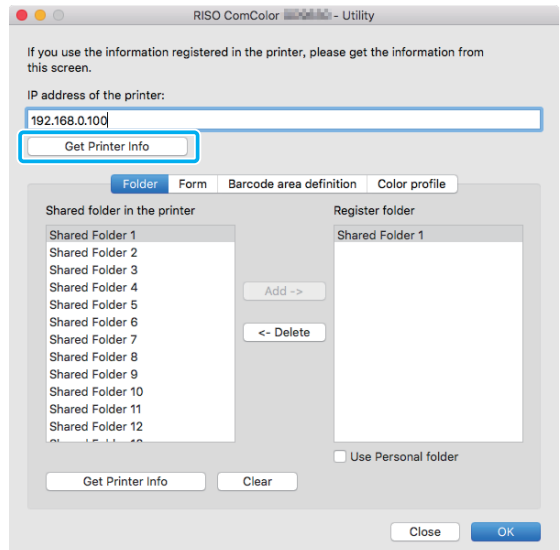 RISO ComColor - Utility
If you use the information registered in the printer, please get the information from
this screen.
IP address of the printer:
192.168.0.100
Get Printer Info
Folder Form Barcode area definition Color profile
Shared folder in the printer
Shared Folder 1
Shared Folder 2
Shared Folder 3
Shared Folder 4
Shared Folder 5
Shared Folder 6
Shared Folder 7
Shared Folder 8
Shared Folder 9
Shared Folder 10
Shared Folder 11
Shared Folder 12
Add ->
<- Delete
Register folder
Shared Folder 1
Use Personal folder
Get Printer Info
Clear
Close
OK